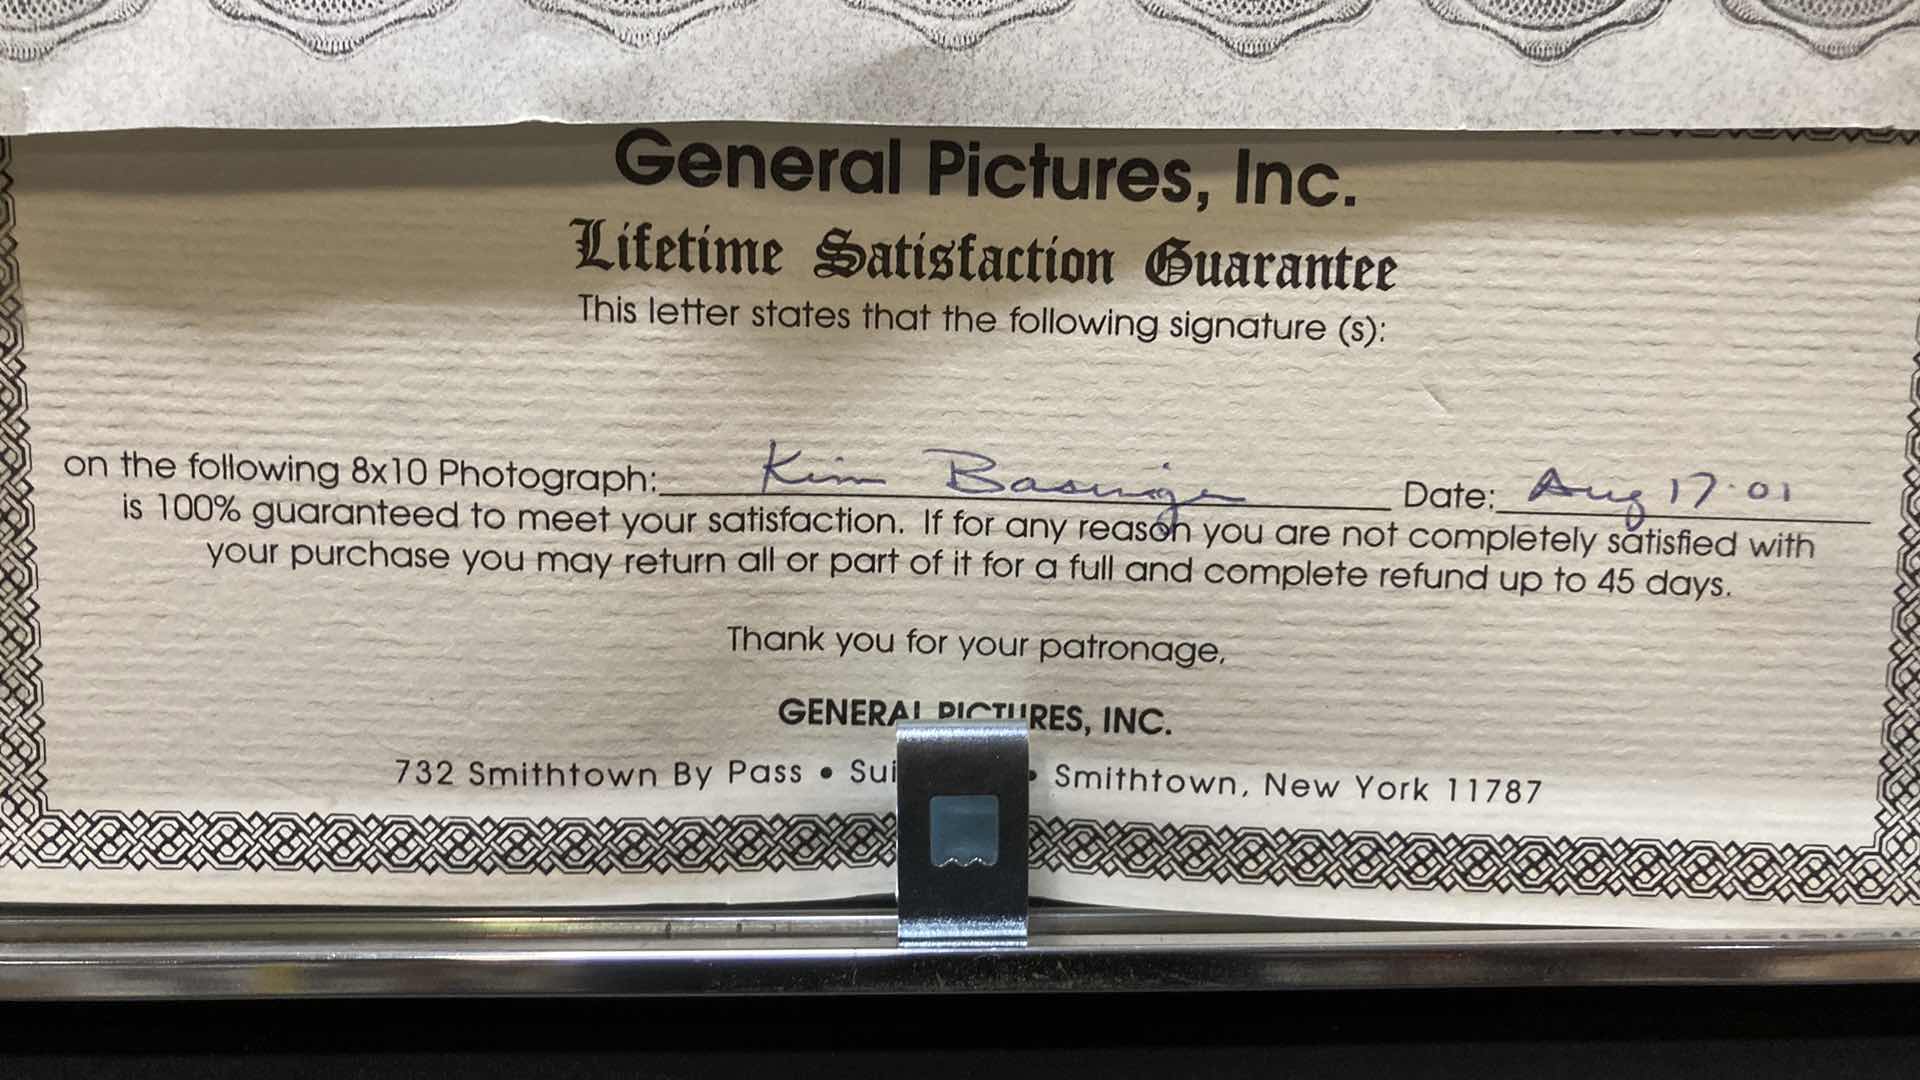 General Pictures, Inc.
Lifetime Satisfaction Guarantee
This letter states that the following signature (s):
on the following 8x10 Photograph: Kim Basinger Date: Aug 17·01
is 100% guaranteed to meet your satisfaction. If for any reason you are not completely satisfied with
your purchase you may return all or part of it for a full and complete refund up to 45 days.
Thank you for your patronage,
GENERAL PICTURES, INC.
732 Smithtown By Pass • • Smithtown, New York 11787